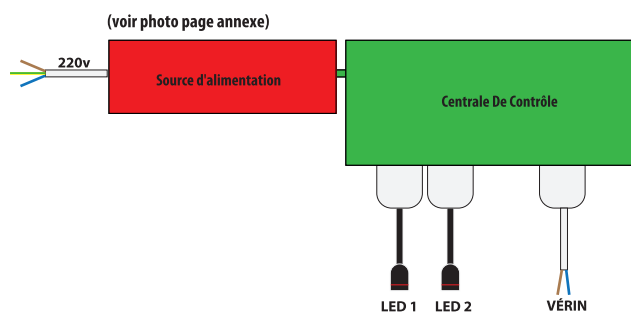 (voir photo page annexe)
220v
Source d'alimentation
Centrale De Contrôle
LED 1
LED 2
VÉRIN